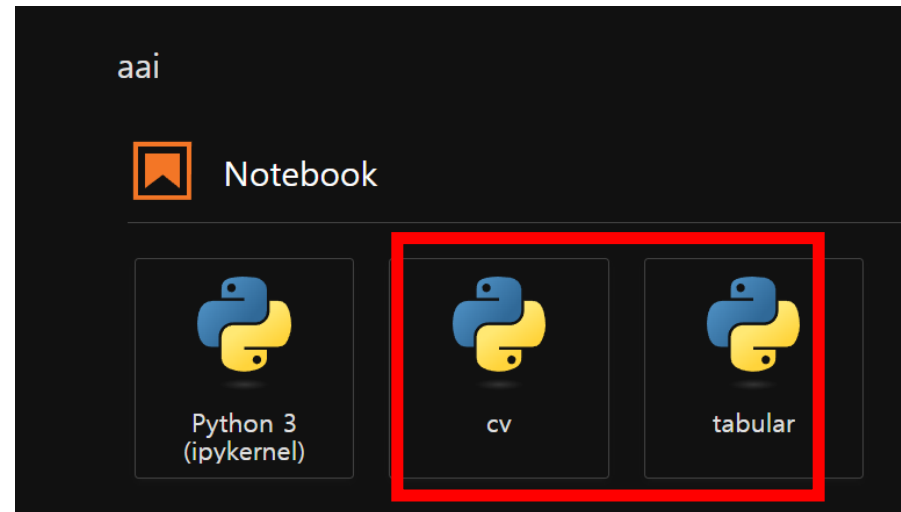 aai
Notebook
Python 3
(ipykernel)
cv
tabular